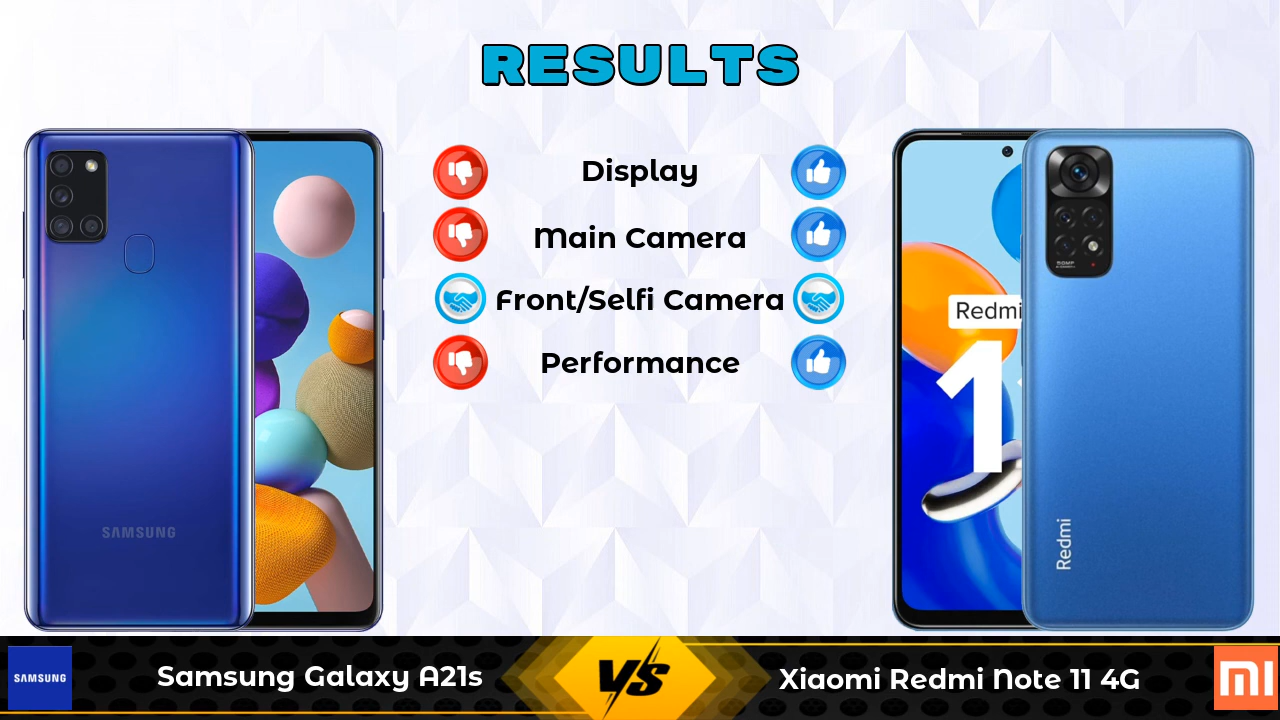 RESULTS
Display
Main Camera
Front/Selfi Camera
Performance
SAMSUNG
Redmi
1
50MP
Redmi
SAMSUNG
Samsung Galaxy A21s
VS
Xiaomi Redmi Note 11 4G
mi